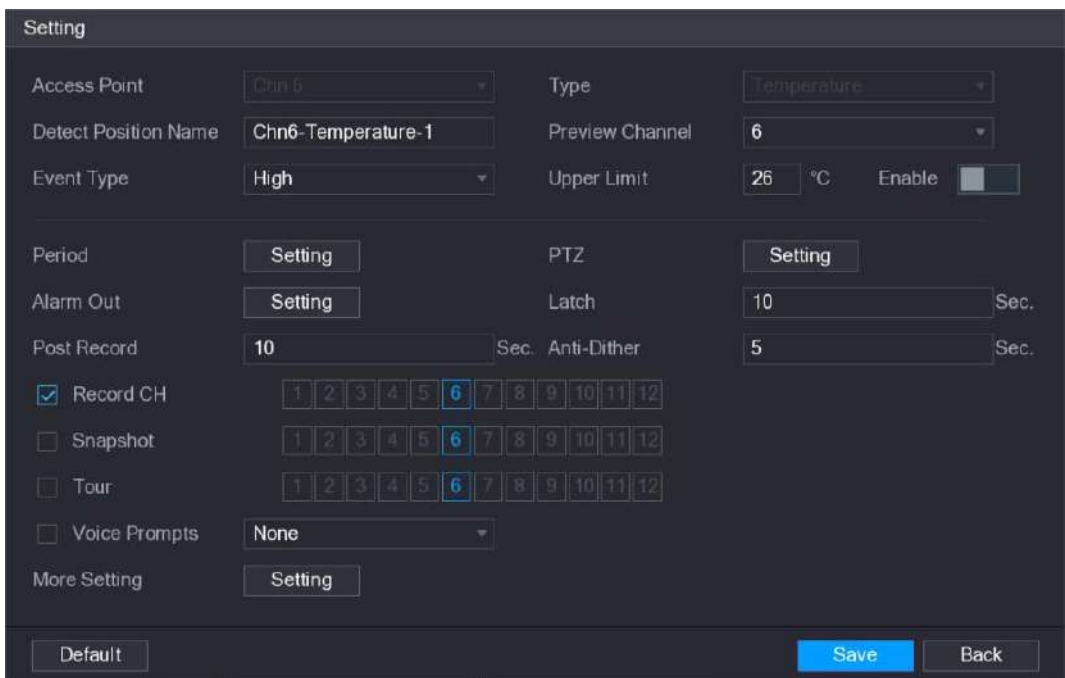 Setting
Access Point Chn 6 Type Temperature
Detect Position Name Chn6-Temperature-1 Preview Channel 6
Event Type High Upper Limit 26 °C Enable
Period Setting PTZ Setting
Alarm Out Setting Latch 10 Sec.
Post Record 10 Sec. Anti-Dither 5 Sec.
Record CH 1 2 3 4 5 6 7 8 9 10 11 12
Snapshot 1 2 3 4 5 6 7 8 9 10 11 12
Tour 1 2 3 4 5 6 7 8 9 10 11 12
Voice Prompts None
More Setting Setting
Default Save Back